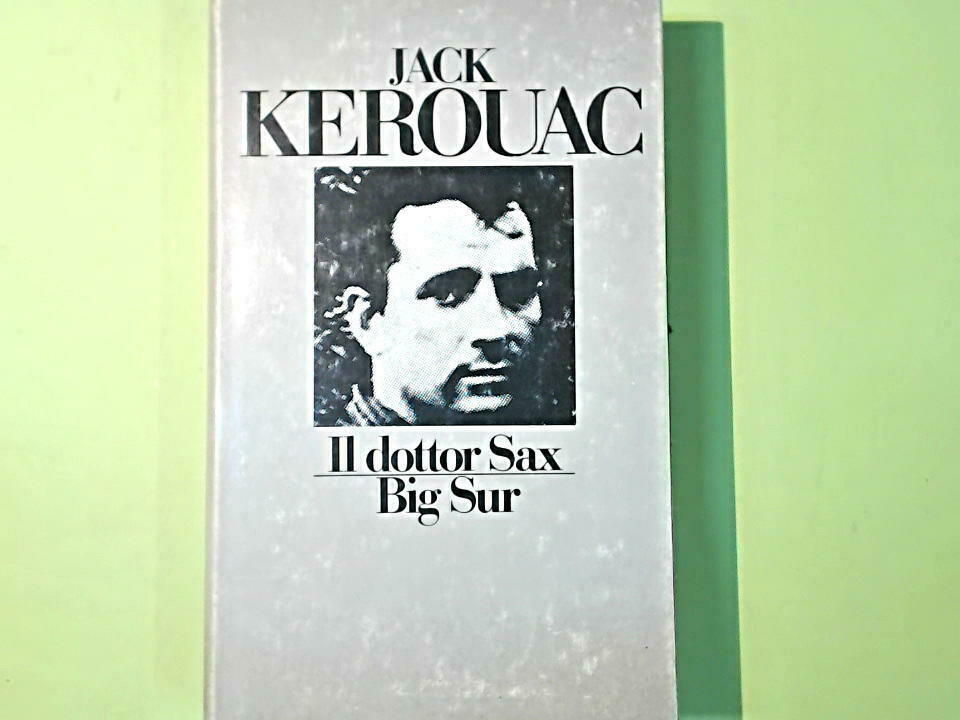 JACK
KEROUAC
Il dottor Sax
Big Sur